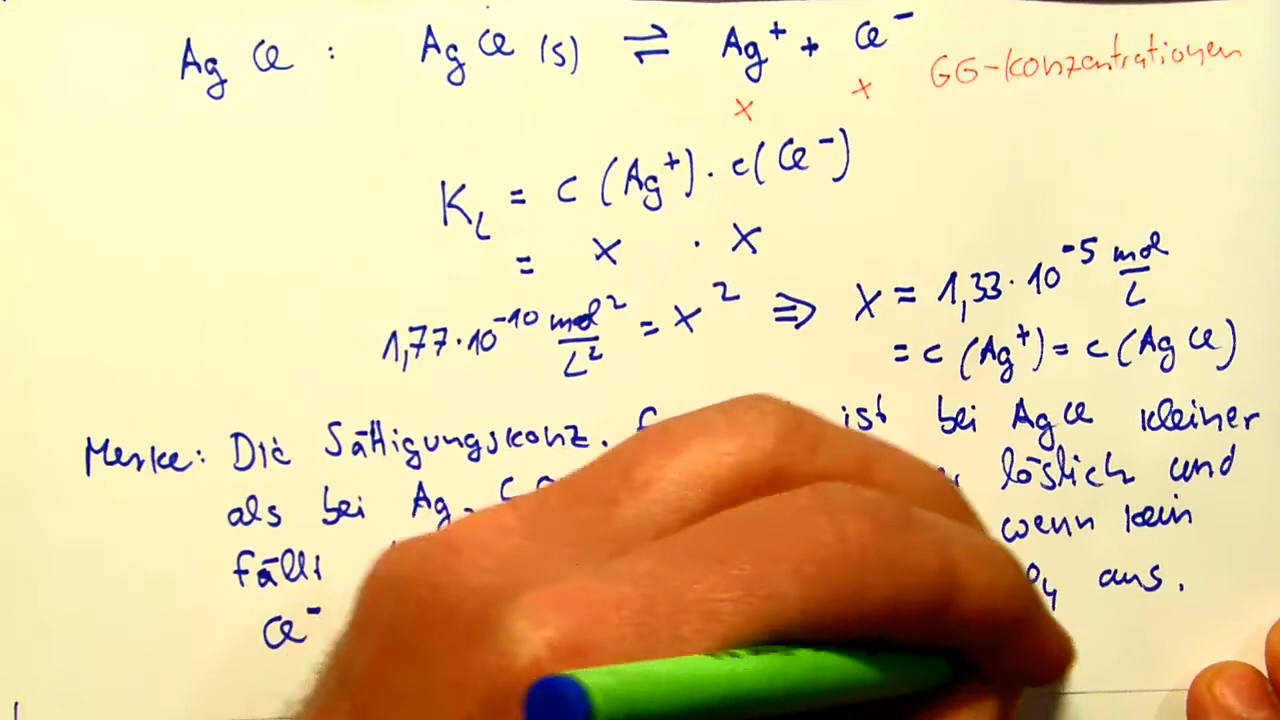 AgCl : AgCl (s) ⇌ Ag⁺ + Cl⁻
x x GG-Konzentrationen
K_L = c (Ag⁺) · c(Cl⁻)
= x · x
1,77·10⁻¹⁰ mol²/L² = x² ⇒ x = 1,33·10⁻⁵ mol/L
= c (Ag⁺) = c (AgCl)
Merke: Die Sättigungskonz. ist bei AgCl kleiner
als bei Ag löslich und
fällt wenn kein
Cl⁻ aus.